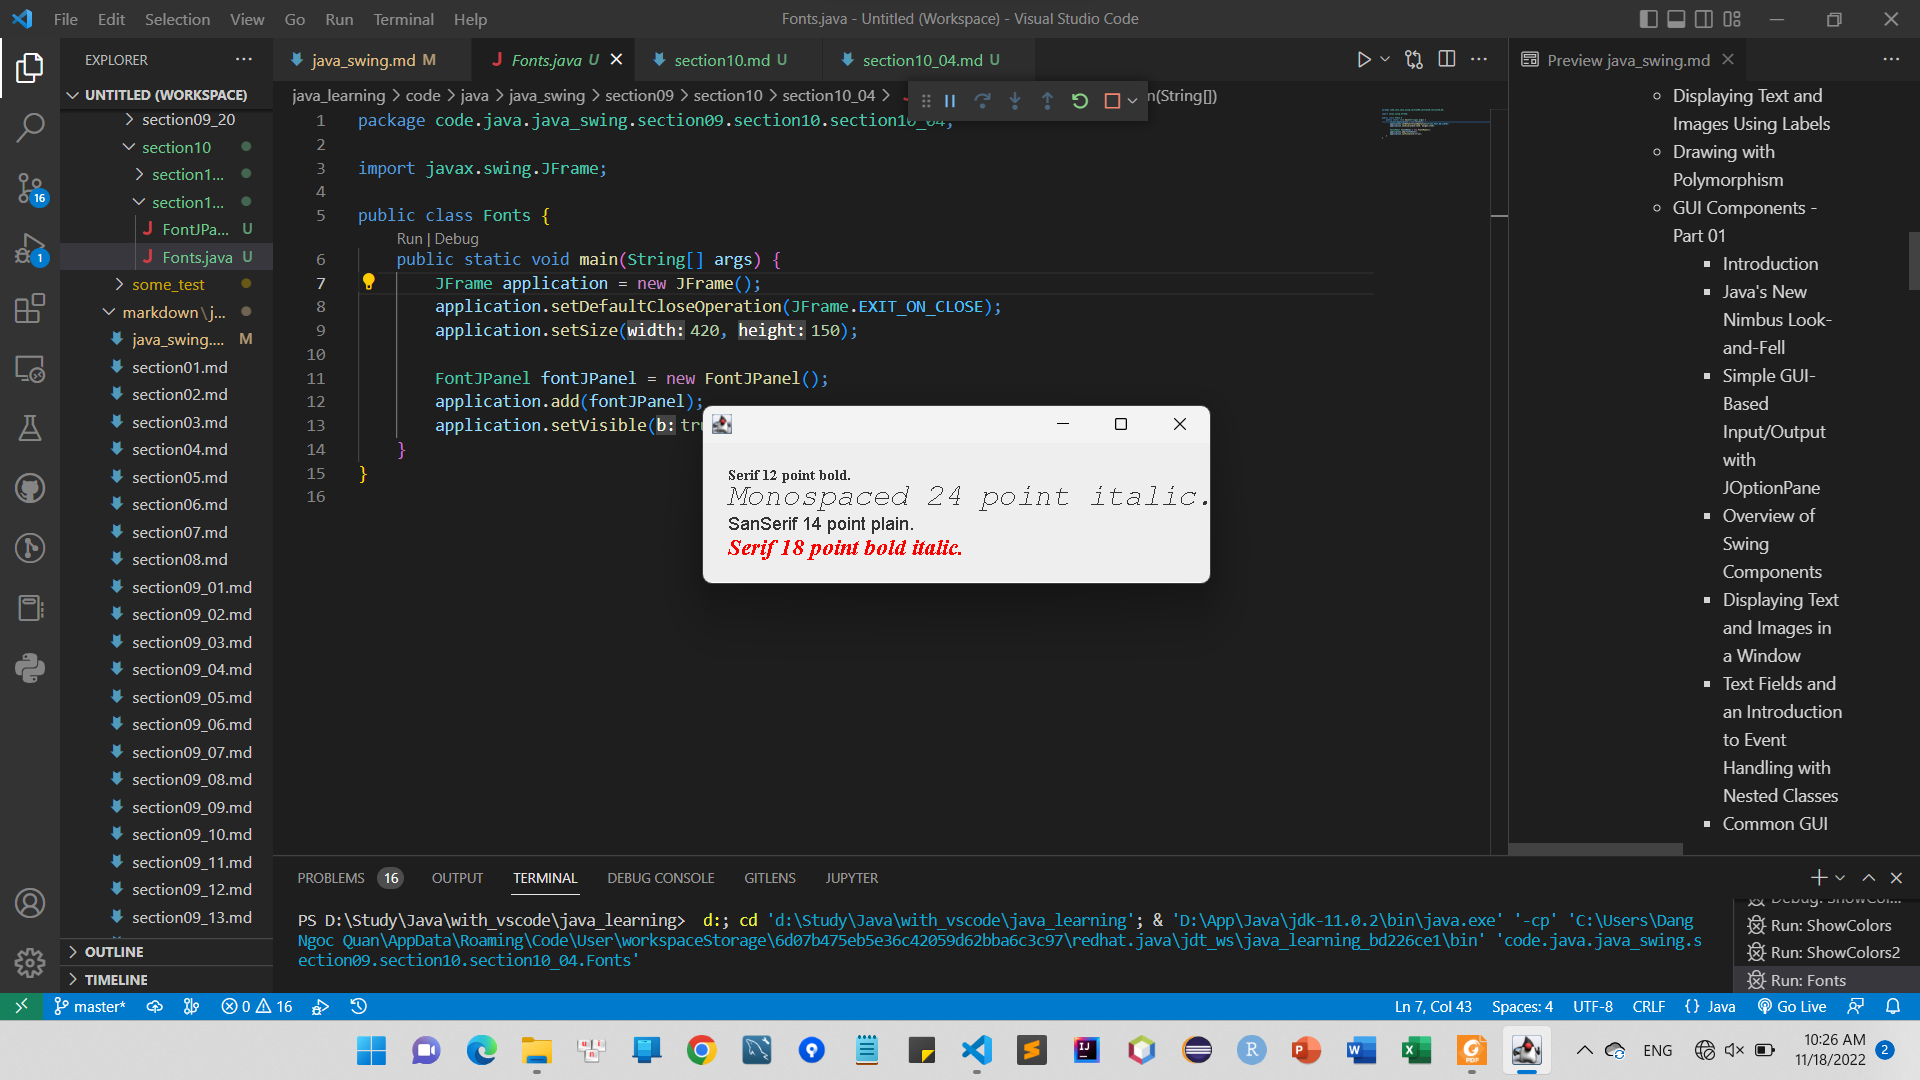 File Edit Selection View Go Run Terminal Help
Fonts.java - Untitled (Workspace) - Visual Studio Code
EXPLORER
UNTITLED (WORKSPACE)
section09_20
section10
section1...
section1...
FontJPa... U
Fonts.java U
some_test
markdown\j...
java_swing.... M
section01.md
section02.md
section03.md
section04.md
section05.md
section06.md
section07.md
section08.md
section09_01.md
section09_02.md
section09_03.md
section09_04.md
section09_05.md
section09_06.md
section09_07.md
section09_08.md
section09_09.md
section09_10.md
section09_11.md
section09_12.md
section09_13.md
OUTLINE
TIMELINE
16
1
java_swing.md M
Fonts.java U
section10.md U
section10_04.md U
java_learning > code > java > java_swing > section09 > section10 > section10_04 >
n(String[])
1 package code.java.java_swing.section09.section10.section10_04;
2
3 import javax.swing.JFrame;
4
5 public class Fonts {
Run | Debug
6 public static void main(String[] args) {
7 JFrame application = new JFrame();
8 application.setDefaultCloseOperation(JFrame.EXIT_ON_CLOSE);
9 application.setSize(width: 420, height: 150);
10
11 FontJPanel fontJPanel = new FontJPanel();
12 application.add(fontJPanel);
13 application.setVisible(b: tr
14 }
15 }
16
Serif 12 point bold.
Monospaced 24 point italic.
SanSerif 14 point plain.
Serif 18 point bold italic.
Preview java_swing.md
Displaying Text and
Images Using Labels
Drawing with
Polymorphism
GUI Components -
Part 01
Introduction
Java's New
Nimbus Look-
and-Fell
Simple GUI-
Based
Input/Output
with
JOptionPane
Overview of
Swing
Components
Displaying Text
and Images in
a Window
Text Fields and
an Introduction
to Event
Handling with
Nested Classes
Common GUI
PROBLEMS 16 OUTPUT TERMINAL DEBUG CONSOLE GITLENS JUPYTER
PS D:\Study\Java\with_vscode\java_learning> d:; cd 'd:\Study\Java\with_vscode\java_learning'; & 'D:\App\Java\jdk-11.0.2\bin\java.exe' '-cp' 'C:\Users\Dang
Ngoc Quan\AppData\Roaming\Code\User\workspaceStorage\6d07b475eb5e36c42059d62bba6c3c97\redhat.java\jdt_ws\java_learning_bd226ce1\bin' 'code.java.java_swing.s
ection09.section10.section10_04.Fonts'
Run: ShowColors
Run: ShowColors2
Run: Fonts
master* 0 16
Ln 7, Col 43 Spaces: 4 UTF-8 CRLF {} Java Go Live
ENG
10:26 AM
11/18/2022
2